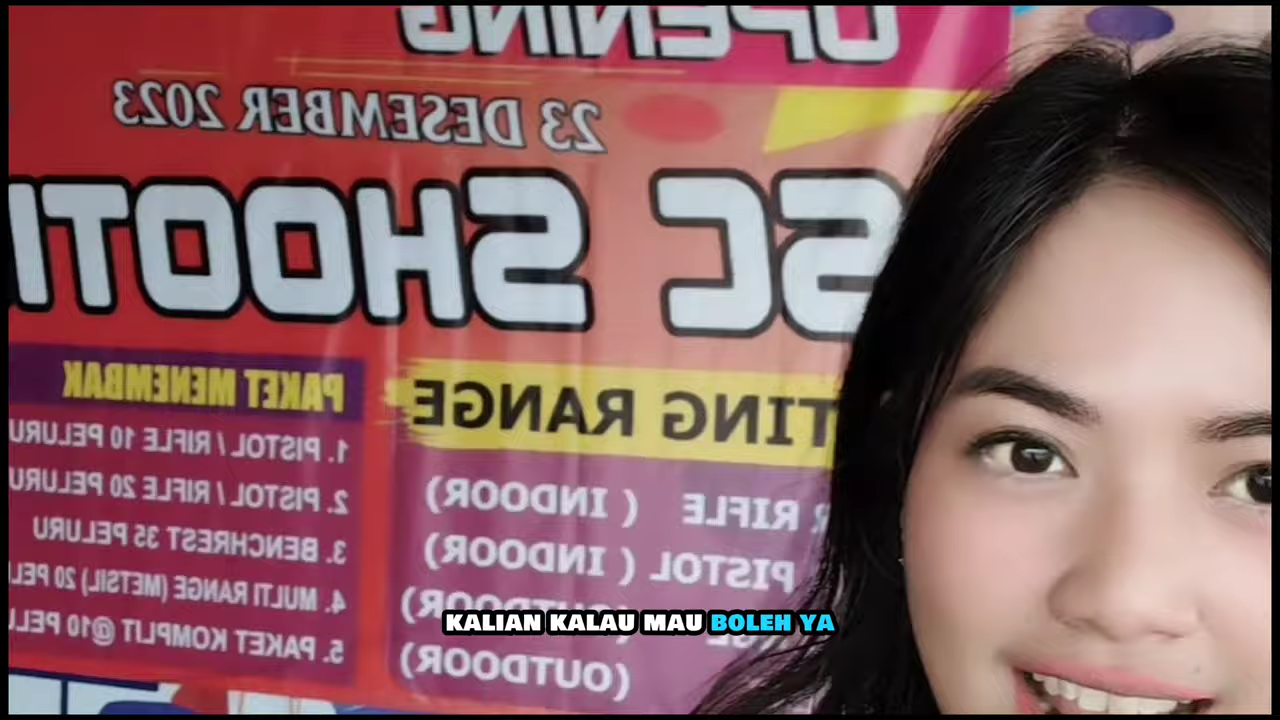 OPENING
23 DESEMBER 2023
SC SHOOTI
TING RANGE
R RIFLE ( INDOOR)
PISTOL ( INDOOR)
(OUTDOOR)
PAKET MENEMBAK
1. PISTOL / RIFLE 10 PELURU
2. PISTOL / RIFLE 20 PELURU
3. BENCHREST 35 PELURU
4. MULTI RANGE (METSIL) 20 PEL
5. PAKET KOMPLIT @10 PEL
KALIAN KALAU MAU BOLEH YA